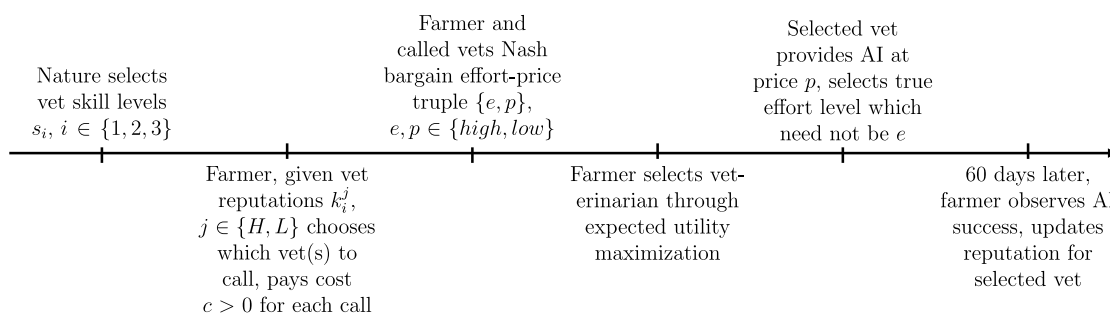 Nature selects
vet skill levels
s_i, i ∈ {1, 2, 3}
Farmer, given vet
reputations k_i^j,
j ∈ {H, L} chooses
which vet(s) to
call, pays cost
c > 0 for each call
Farmer and
called vets Nash
bargain effort-price
truple {e, p},
e, p ∈ {high, low}
Farmer selects vet-
erinarian through
expected utility
maximization
Selected vet
provides AI at
price p, selects true
effort level which
need not be e
60 days later,
farmer observes AI
success, updates
reputation for
selected vet